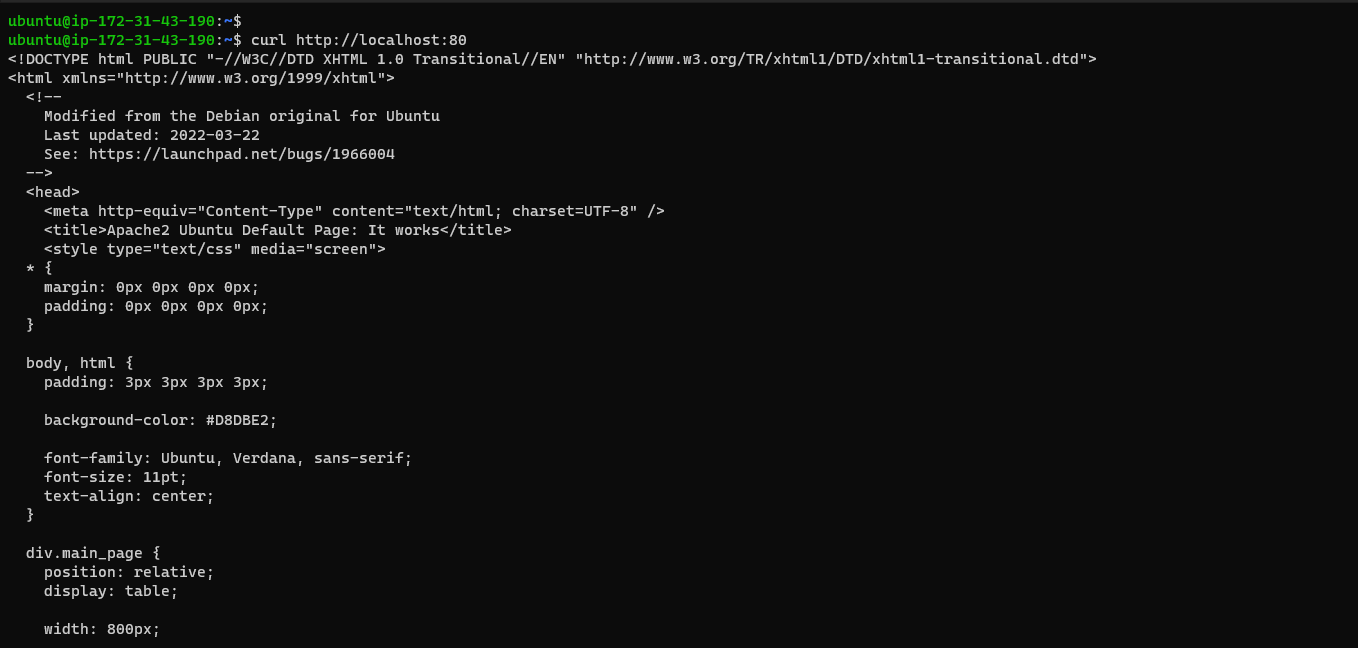 ubuntu@ip-172-31-43-190:~$
ubuntu@ip-172-31-43-190:~$ curl http://localhost:80
<!DOCTYPE html PUBLIC "-//W3C//DTD XHTML 1.0 Transitional//EN" "http://www.w3.org/TR/xhtml1/DTD/xhtml1-transitional.dtd">
<html xmlns="http://www.w3.org/1999/xhtml">
  <!--
    Modified from the Debian original for Ubuntu
    Last updated: 2022-03-22
    See: https://launchpad.net/bugs/1966004
  -->
  <head>
    <meta http-equiv="Content-Type" content="text/html; charset=UTF-8" />
    <title>Apache2 Ubuntu Default Page: It works</title>
    <style type="text/css" media="screen">
  * {
    margin: 0px 0px 0px 0px;
    padding: 0px 0px 0px 0px;
  }

  body, html {
    padding: 3px 3px 3px 3px;

    background-color: #D8DBE2;

    font-family: Ubuntu, Verdana, sans-serif;
    font-size: 11pt;
    text-align: center;
  }

  div.main_page {
    position: relative;
    display: table;

    width: 800px;